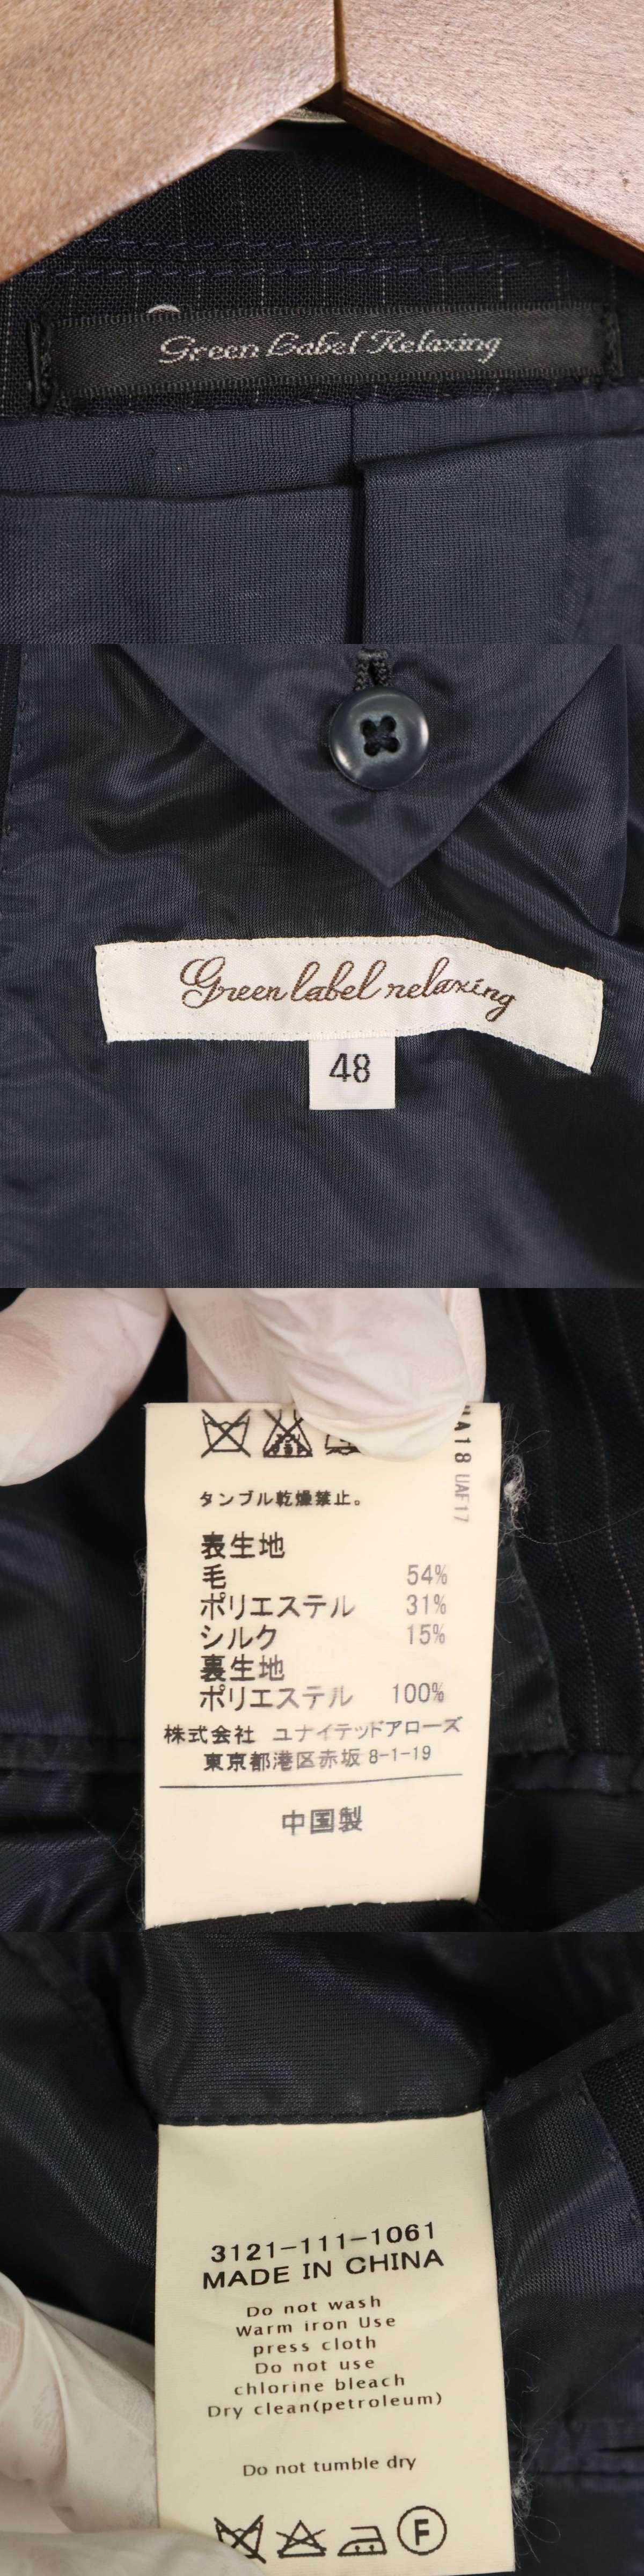 Green Label Relaxing
Green label relaxing
48
A18 UAF17
タンブル乾燥禁止。
表生地
毛 54%
ポリエステル 31%
シルク 15%
裏生地
ポリエステル 100%
株式会社 ユナイテッドアローズ
東京都港区赤坂 8-1-19
中国製
3121-111-1061
MADE IN CHINA
Do not wash
Warm iron Use
press cloth
Do not use
chlorine bleach
Dry clean(petroleum)
Do not tumble dry
F